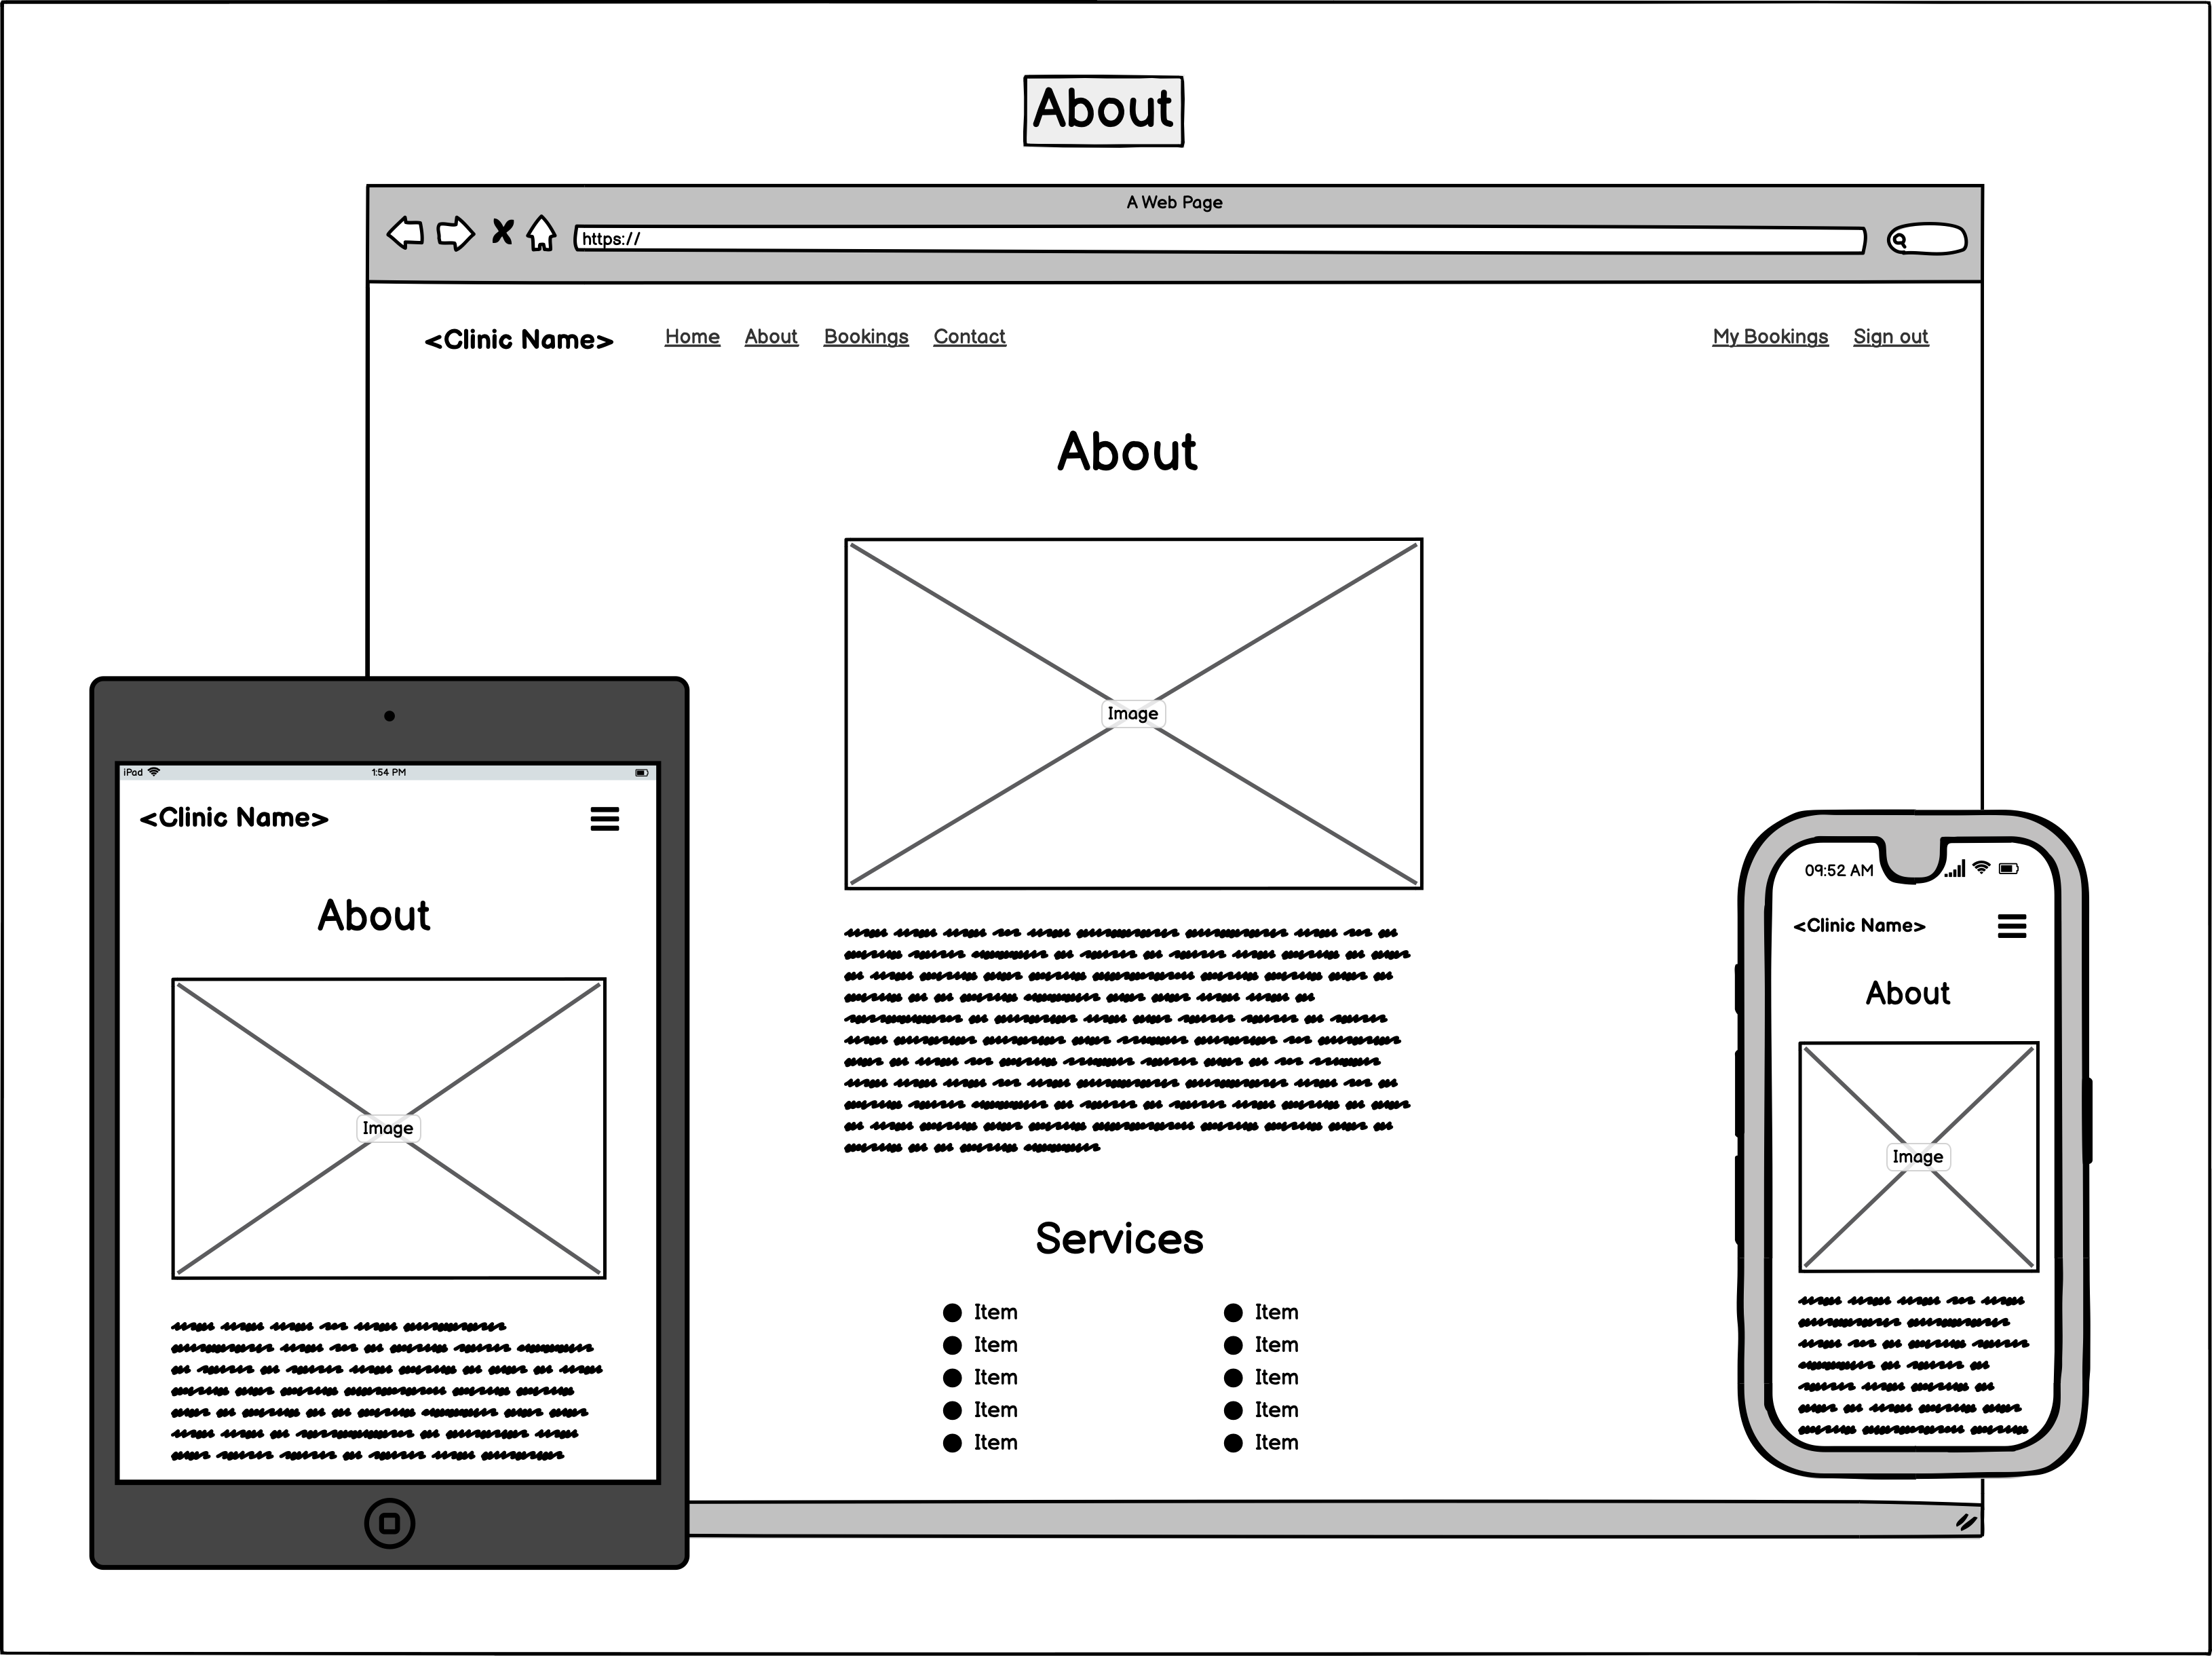 About
A Web Page
https://
<Clinic Name> Home About Bookings Contact My Bookings Sign out
About
Image
Services
Item Item
Item Item
Item Item
Item Item
Item Item
iPad 1:54 PM
<Clinic Name>
About
Image
09:52 AM
<Clinic Name>
About
Image